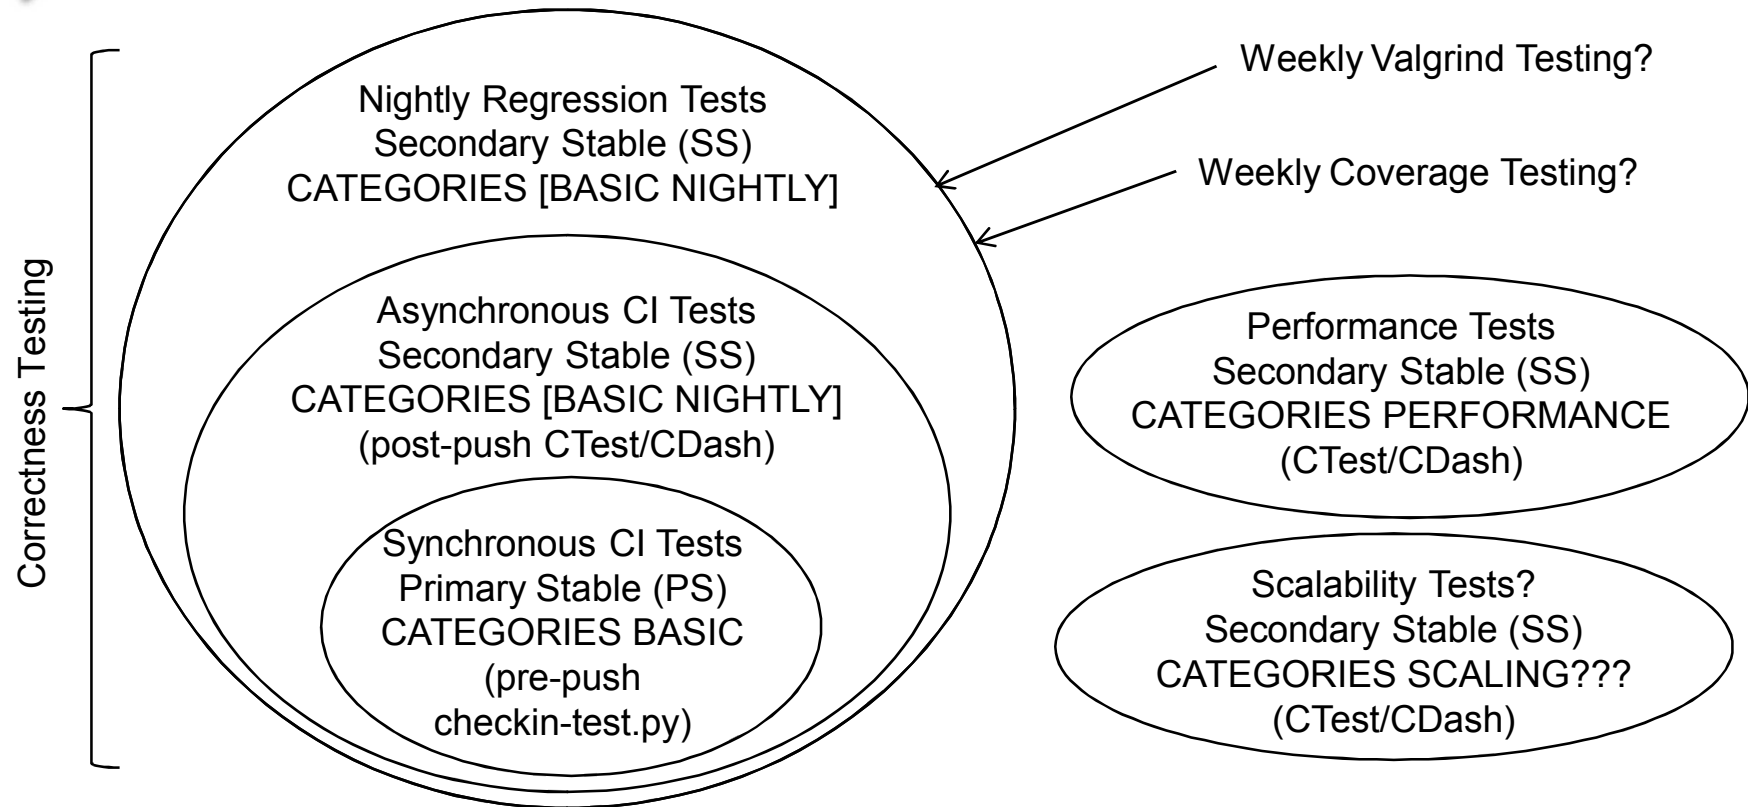 Correctness Testing
Nightly Regression Tests
Secondary Stable (SS)
CATEGORIES [BASIC NIGHTLY]
Asynchronous CI Tests
Secondary Stable (SS)
CATEGORIES [BASIC NIGHTLY]
(post-push CTest/CDash)
Synchronous CI Tests
Primary Stable (PS)
CATEGORIES BASIC
(pre-push
checkin-test.py)
Weekly Valgrind Testing?
Weekly Coverage Testing?
Performance Tests
Secondary Stable (SS)
CATEGORIES PERFORMANCE
(CTest/CDash)
Scalability Tests?
Secondary Stable (SS)
CATEGORIES SCALING???
(CTest/CDash)